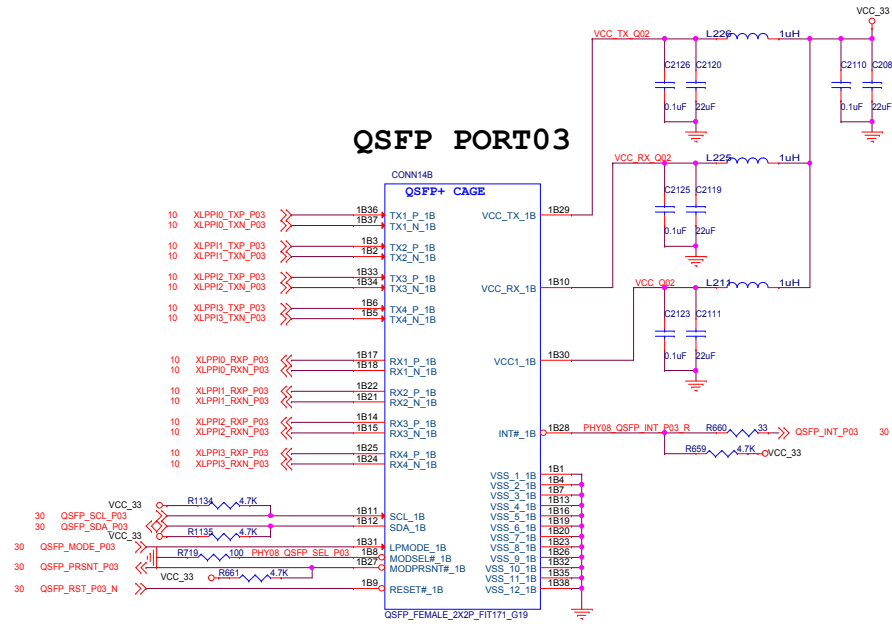 VCC_33
VCC_TX_Q02 L226 1uH
C2126 C2120 C2110 C208
0.1uF 22uF 0.1uF 22uF
QSFP PORT03
VCC_RX_Q02 L225 1uH
CONN14B
C2125 C2119
QSFP+ CAGE
10 XLPPI0_TXP_P03 1B36 TX1_P_1B VCC_TX_1B 1B29
10 XLPPI0_TXN_P03 1B37 TX1_N_1B
0.1uF 22uF
10 XLPPI1_TXP_P03 1B3 TX2_P_1B
10 XLPPI1_TXN_P03 1B2 TX2_N_1B
10 XLPPI2_TXP_P03 1B33 TX3_P_1B
10 XLPPI2_TXN_P03 1B34 TX3_N_1B VCC_RX_1B 1B10
VCC_Q02 L211 1uH
10 XLPPI3_TXP_P03 1B6 TX4_P_1B
10 XLPPI3_TXN_P03 1B5 TX4_N_1B
C2123 C2111
0.1uF 22uF
10 XLPPI0_RXP_P03 1B17 RX1_P_1B VCC1_1B 1B30
10 XLPPI0_RXN_P03 1B18 RX1_N_1B
10 XLPPI1_RXP_P03 1B22 RX2_P_1B
10 XLPPI1_RXN_P03 1B21 RX2_N_1B
10 XLPPI2_RXP_P03 1B14 RX3_P_1B
10 XLPPI2_RXN_P03 1B15 RX3_N_1B INT#_1B 1B28 PHY08_QSFP_INT_P03_R R660 33 QSFP_INT_P03 30
10 XLPPI3_RXP_P03 1B25 RX4_P_1B R659 4.7K VCC_33
10 XLPPI3_RXN_P03 1B24 RX4_N_1B
VSS_1_1B 1B1
VSS_2_1B 1B4
VSS_3_1B 1B7
VSS_4_1B 1B13
VSS_5_1B 1B16
VSS_6_1B 1B19
VSS_7_1B 1B20
VSS_8_1B 1B23
VSS_9_1B 1B26
VSS_10_1B 1B32
VSS_11_1B 1B35
VSS_12_1B 1B38
VCC_33 R1134 4.7K
30 QSFP_SCL_P03 1B11 SCL_1B
30 QSFP_SDA_P03 1B12 SDA_1B
VCC_33 R1135 4.7K
30 QSFP_MODE_P03 1B31 LPMODE_1B
R719 100 PHY08_QSFP_SEL_P03 1B8 MODSEL#_1B
30 QSFP_PRSNT_P03 1B27 MODPRSNT#_1B
VCC_33 R661 4.7K
30 QSFP_RST_P03_N 1B9 RESET#_1B
QSFP_FEMALE_2X2P_FIT171_G19